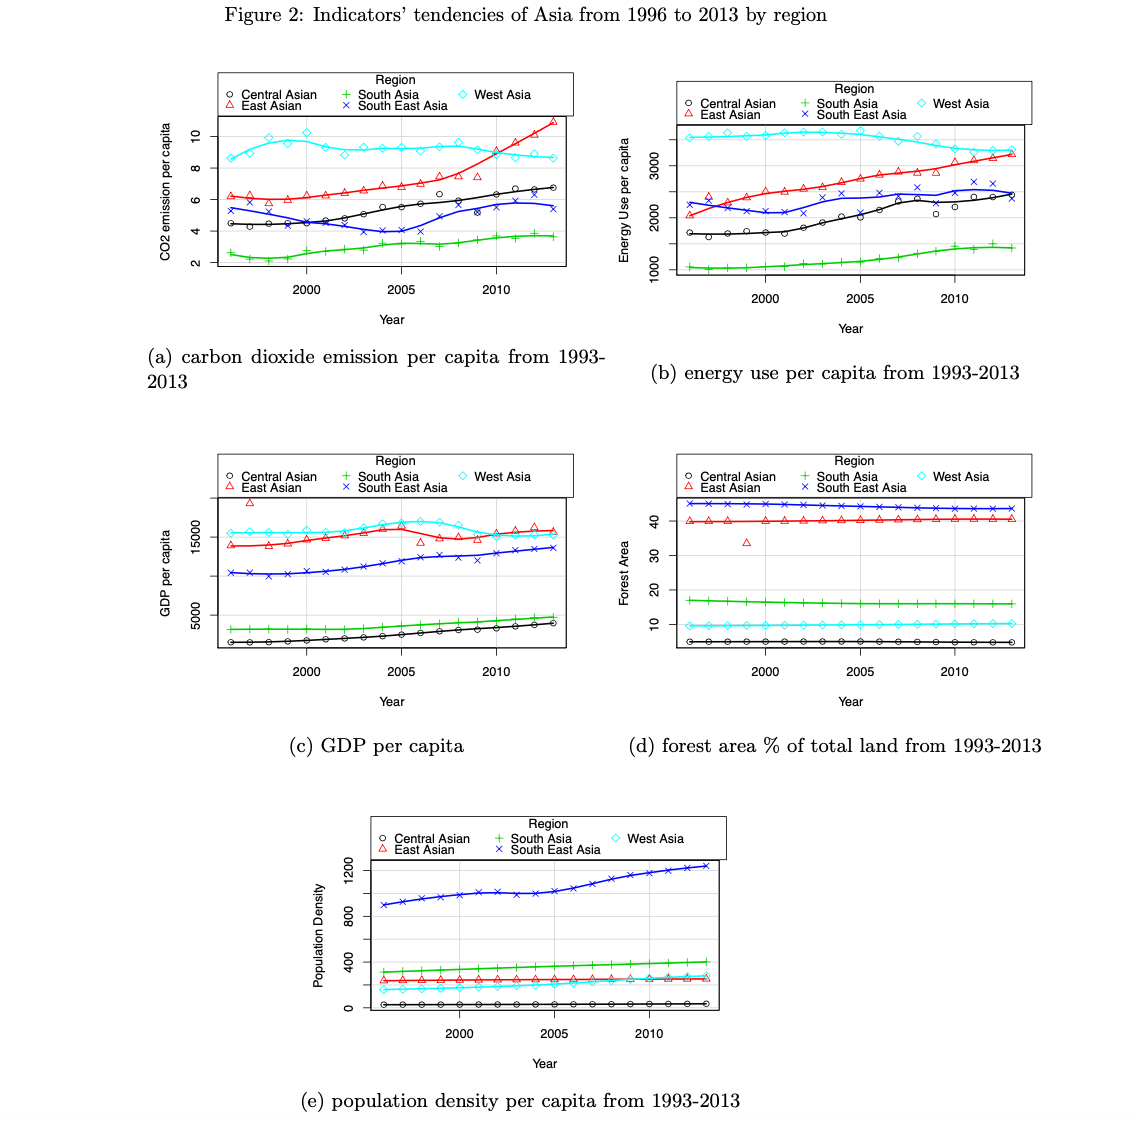 Figure 2: Indicators' tendencies of Asia from 1996 to 2013 by region
Region
Central Asian South Asia West Asia
East Asian South East Asia
CO2 emission per capita
10
8
6
4
2
2000 2005 2010
Year
(a) carbon dioxide emission per capita from 1993-
2013
Region
Central Asian South Asia West Asia
East Asian South East Asia
Energy Use per capita
3000
2000
1000
2000 2005 2010
Year
(b) energy use per capita from 1993-2013
Region
Central Asian South Asia West Asia
East Asian South East Asia
GDP per capita
15000
5000
2000 2005 2010
Year
(c) GDP per capita
Region
Central Asian South Asia West Asia
East Asian South East Asia
Forest Area
40
30
20
10
2000 2005 2010
Year
(d) forest area % of total land from 1993-2013
Region
Central Asian South Asia West Asia
East Asian South East Asia
Population Density
1200
800
400
0
2000 2005 2010
Year
(e) population density per capita from 1993-2013